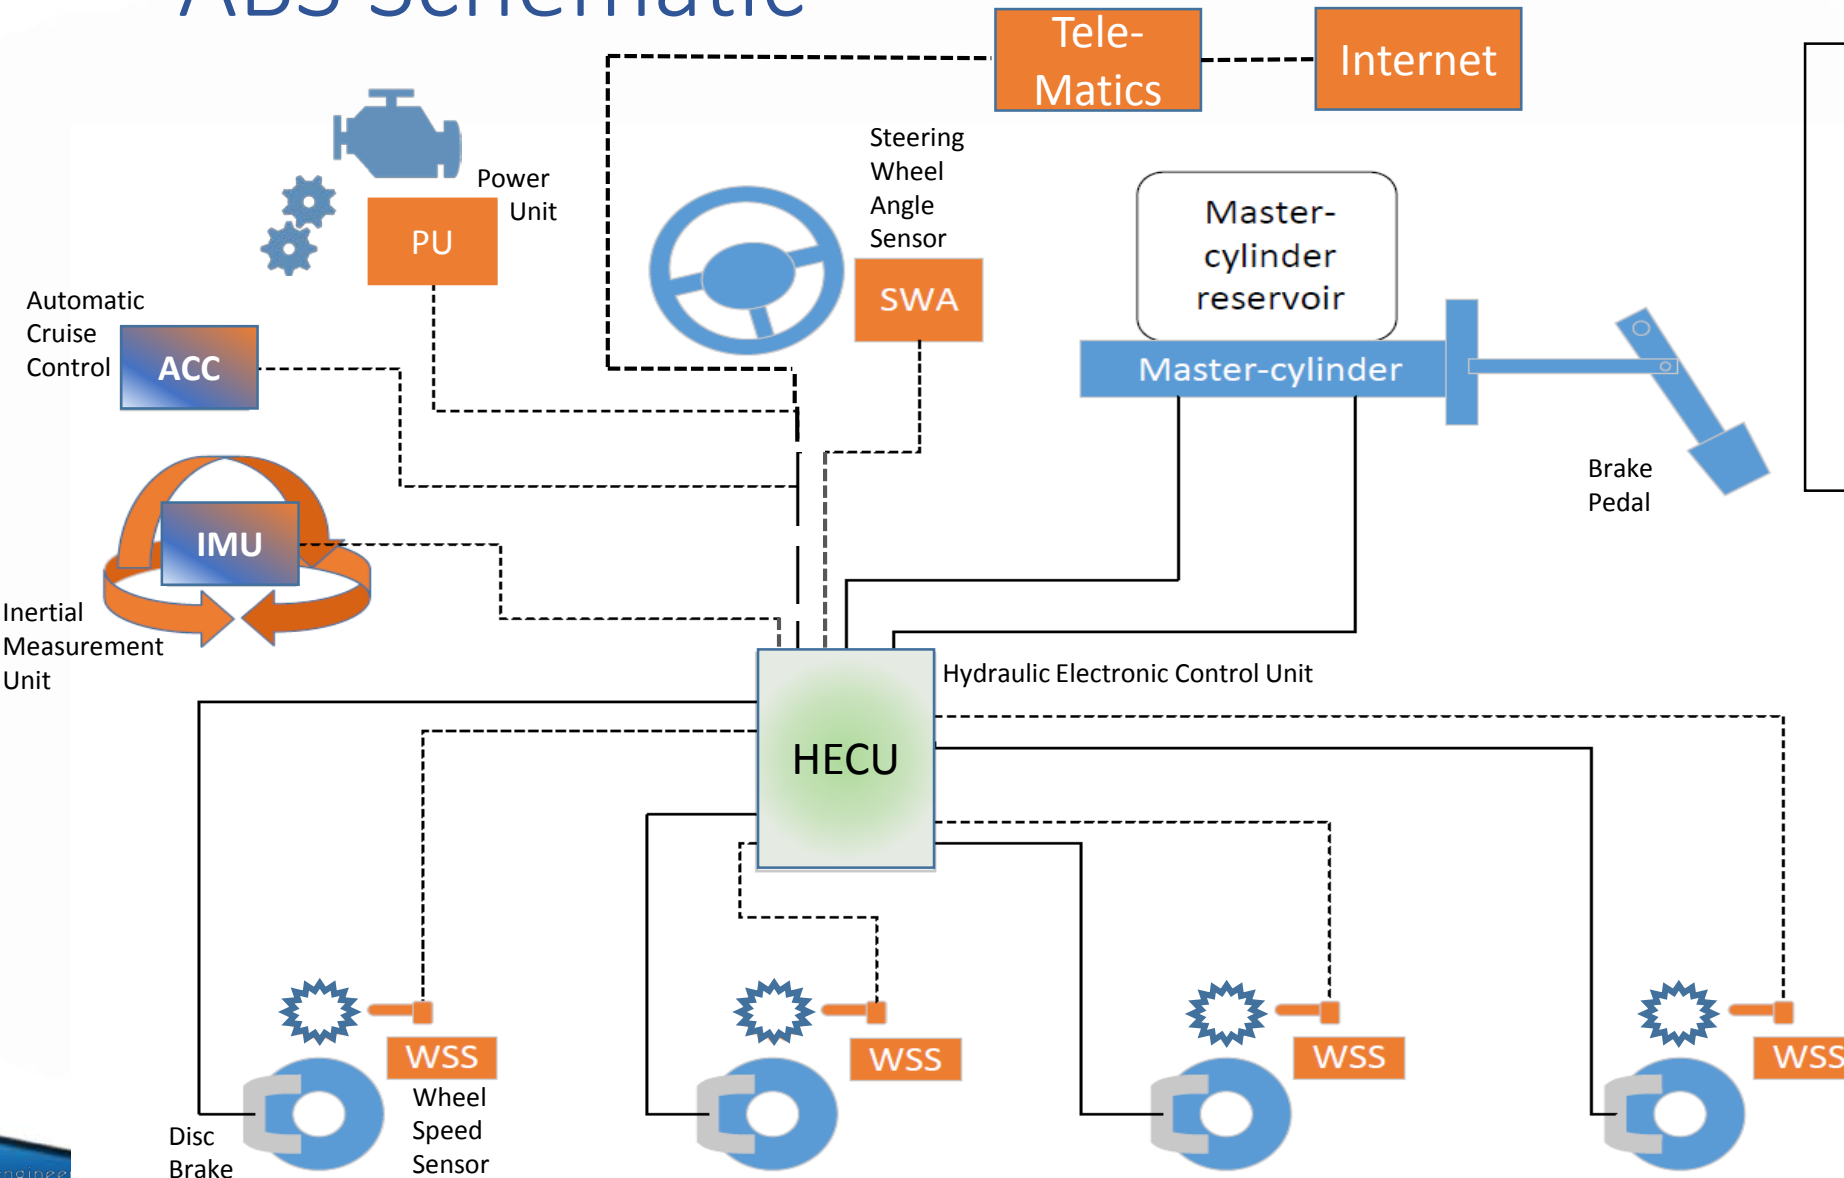 ABS Schematic
Tele-
Matics
Internet
Steering
Wheel
Angle
Sensor
Power
Unit
PU
SWA
Master-
cylinder
reservoir
Automatic
Cruise
Control
ACC
Master-cylinder
Brake
Pedal
IMU
Inertial
Measurement
Unit
Hydraulic Electronic Control Unit
HECU
WSS
WSS
WSS
WSS
Wheel
Speed
Sensor
Disc
Brake